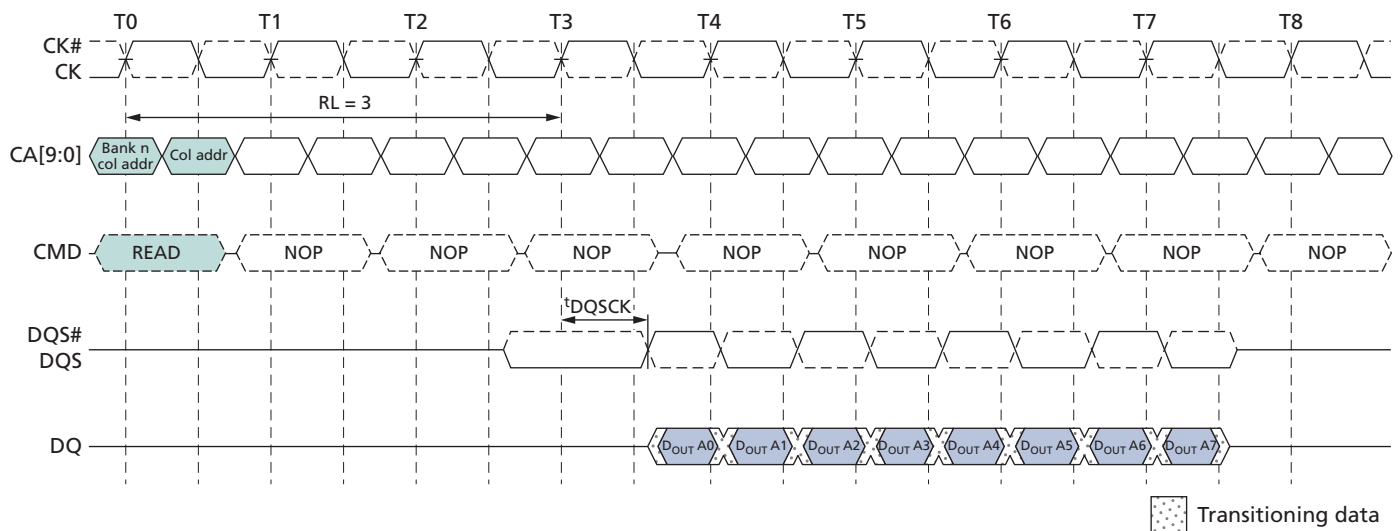 T0 T1 T2 T3 T4 T5 T6 T7 T8
CK#
CK
RL = 3
CA[9:0]
Bank n
col addr
Col addr
CMD
READ NOP NOP NOP NOP NOP NOP NOP NOP
tDQSCK
DQS#
DQS
DQ
DOUT A0 DOUT A1 DOUT A2 DOUT A3 DOUT A4 DOUT A5 DOUT A6 DOUT A7
Transitioning data